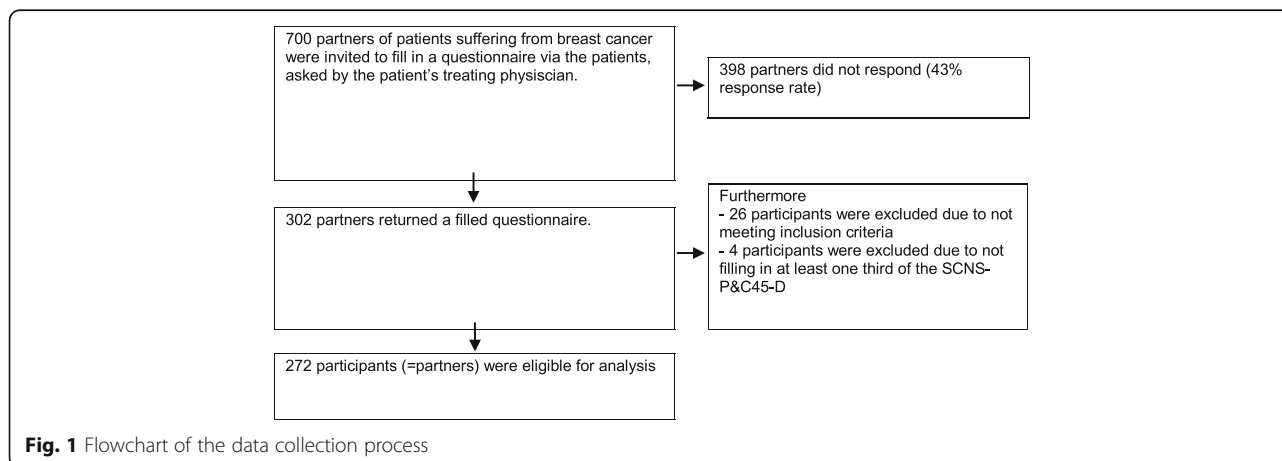 700 partners of patients suffering from breast cancer
were invited to fill in a questionnaire via the patients,
asked by the patient's treating physiscian.
398 partners did not respond (43%
response rate)
302 partners returned a filled questionnaire.
Furthermore
- 26 participants were excluded due to not
meeting inclusion criteria
- 4 participants were excluded due to not
filling in at least one third of the SCNS-
P&C45-D
272 participants (=partners) were eligible for analysis
Fig. 1 Flowchart of the data collection process